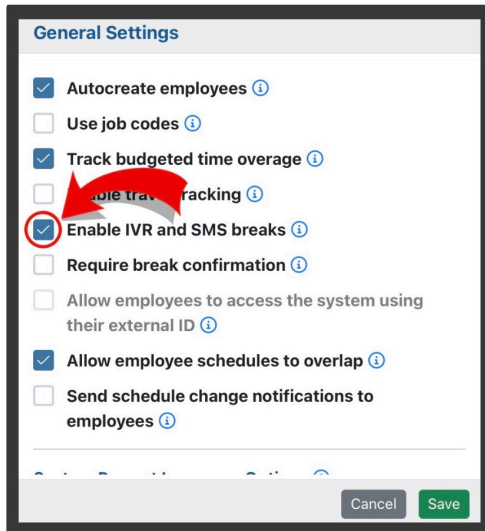 General Settings
Autocreate employees
Use job codes
Track budgeted time overage
racking
Enable IVR and SMS breaks
Require break confirmation
Allow employees to access the system using
their external ID
Allow employee schedules to overlap
Send schedule change notifications to
employees
Cancel Save